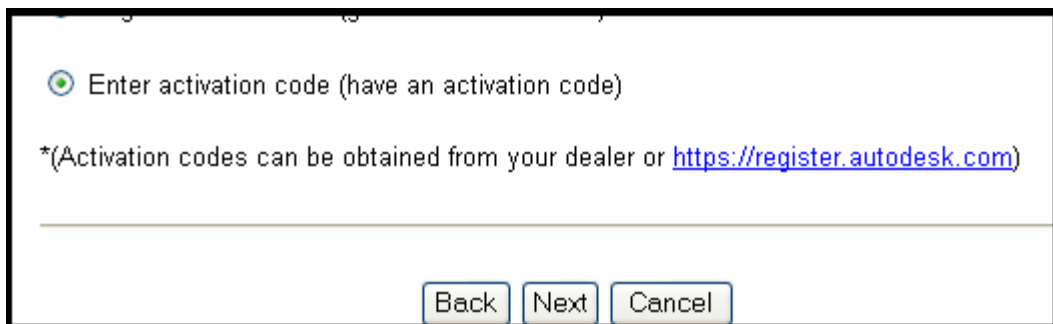 Enter activation code (have an activation code)
*(Activation codes can be obtained from your dealer or https://register.autodesk.com)
Back Next Cancel